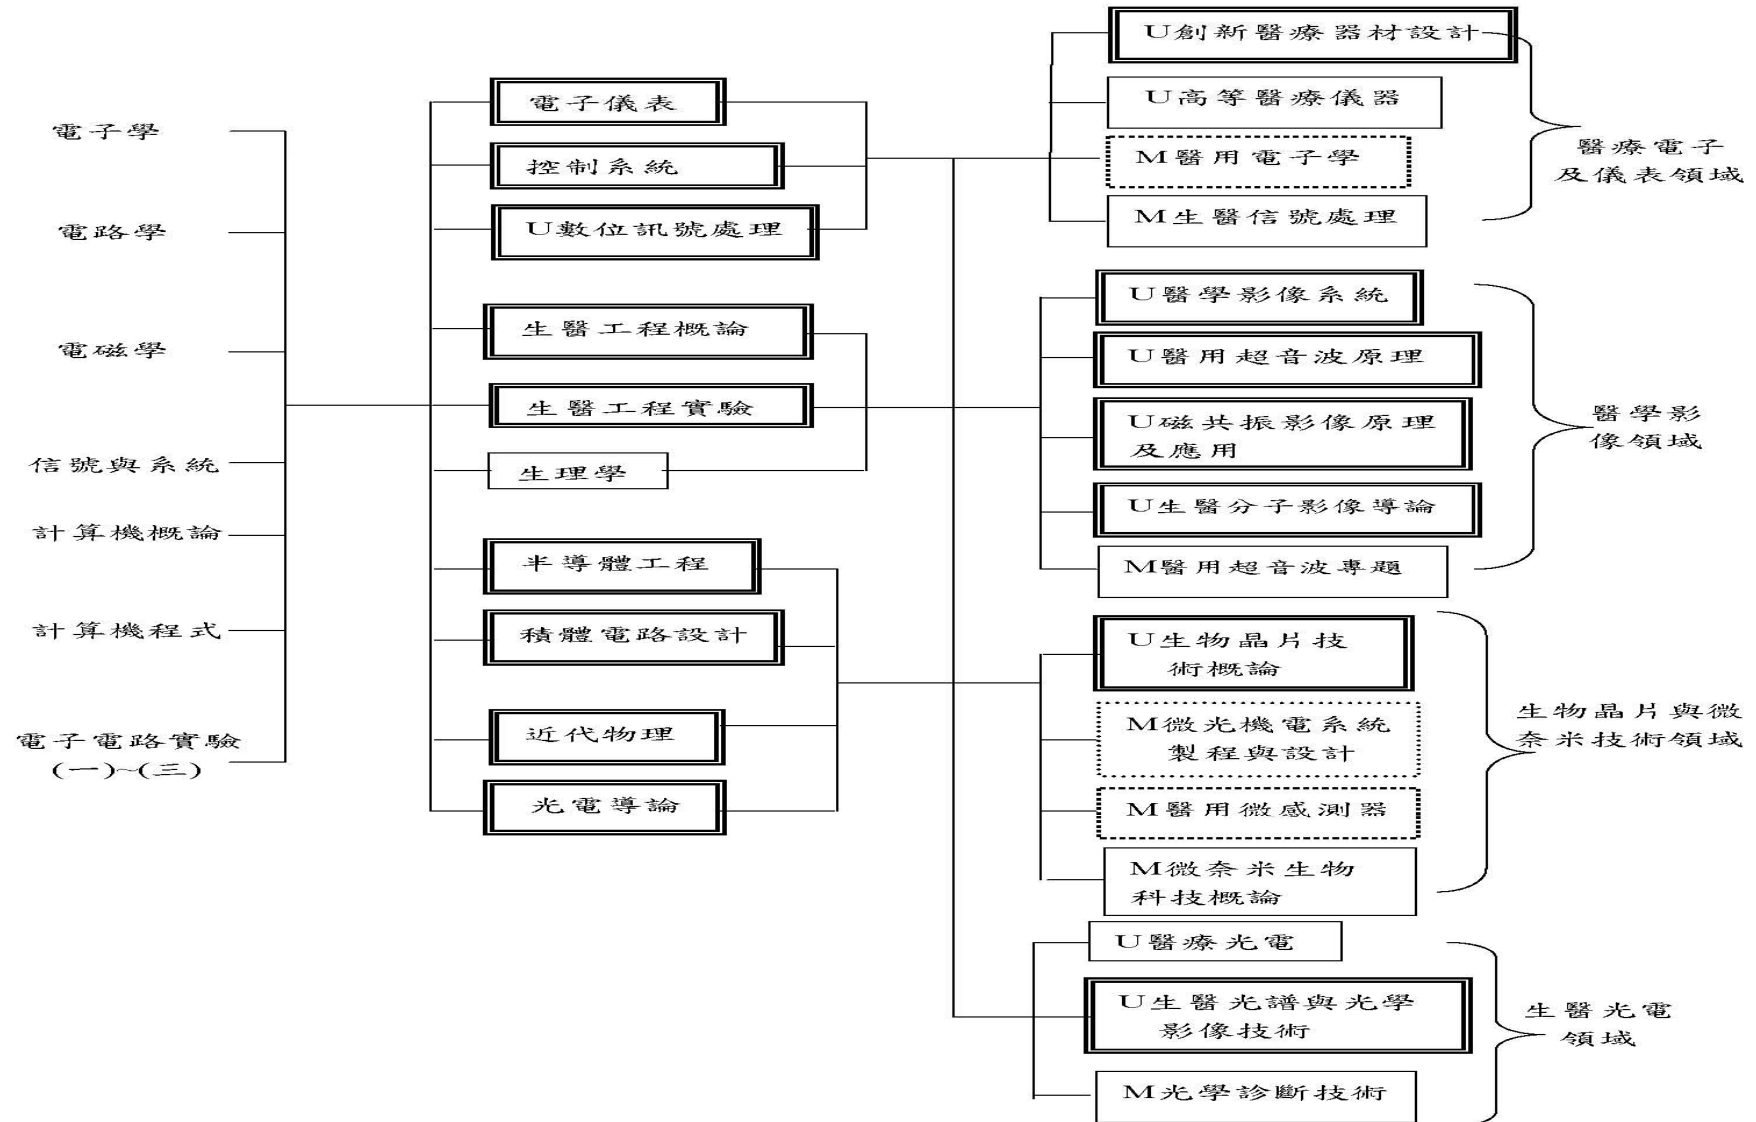 電子學
電路學
電磁學
信號與系統
計算機概論
計算機程式
電子電路實驗
(一)~(三)
電子儀表
控制系統
U數位訊號處理
生醫工程概論
生醫工程實驗
生理學
半導體工程
積體電路設計
近代物理
光電導論
U創新醫療器材設計
U高等醫療儀器
M醫用電子學
M生醫信號處理
醫療電子
及儀表領域
U醫學影像系統
U醫用超音波原理
U磁共振影像原理
及應用
U生醫分子影像導論
M醫用超音波專題
醫學影
像領域
U生物晶片技
術概論
M微光機電系統
製程與設計
M醫用微感測器
M微奈米生物
科技概論
生物晶片與微
奈米技術領域
U醫療光電
U生醫光譜與光學
影像技術
M光學診斷技術
生醫光電
領域